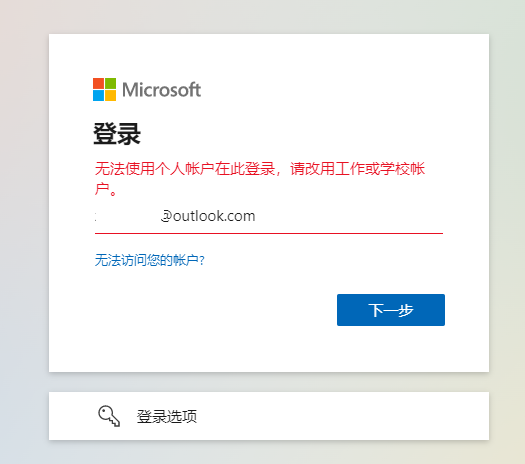 Microsoft
登录
无法使用个人帐户在此登录，请改用工作或学校帐
户。
@outlook.com
无法访问您的帐户?
下一步
登录选项